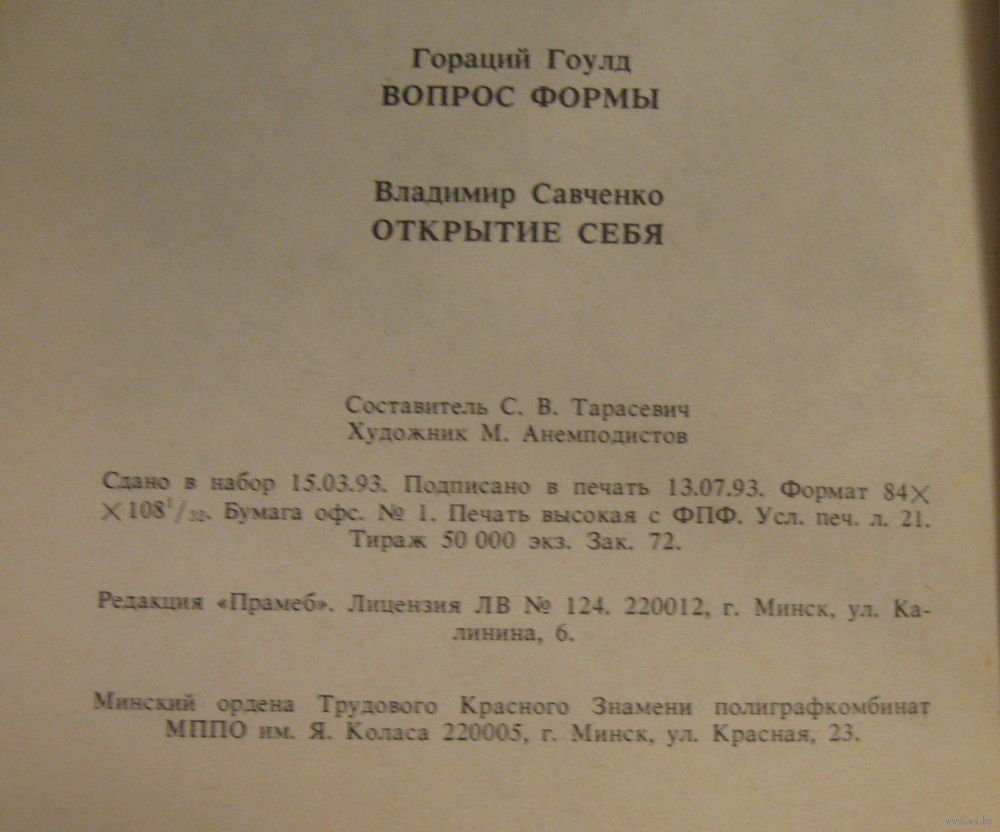 Гораций Гоулд
ВОПРОС ФОРМЫ
Владимир Савченко
ОТКРЫТИЕ СЕБЯ
Составитель С. В. Тарасевич
Художник М. Анемподистов
Сдано в набор 15.03.93. Подписано в печать 13.07.93. Формат 84×
×108¹/₃₂. Бумага офс. № 1. Печать высокая с ФПФ. Усл. печ. л. 21.
Тираж 50 000 экз. Зак. 72.
Редакция «Прамеб». Лицензия ЛВ № 124. 220012, г. Минск, ул. Ка-
линина, 6.
Минский ордена Трудового Красного Знамени полиграфкомбинат
МППО им. Я. Коласа 220005, г. Минск, ул. Красная, 23.
www.ay.by